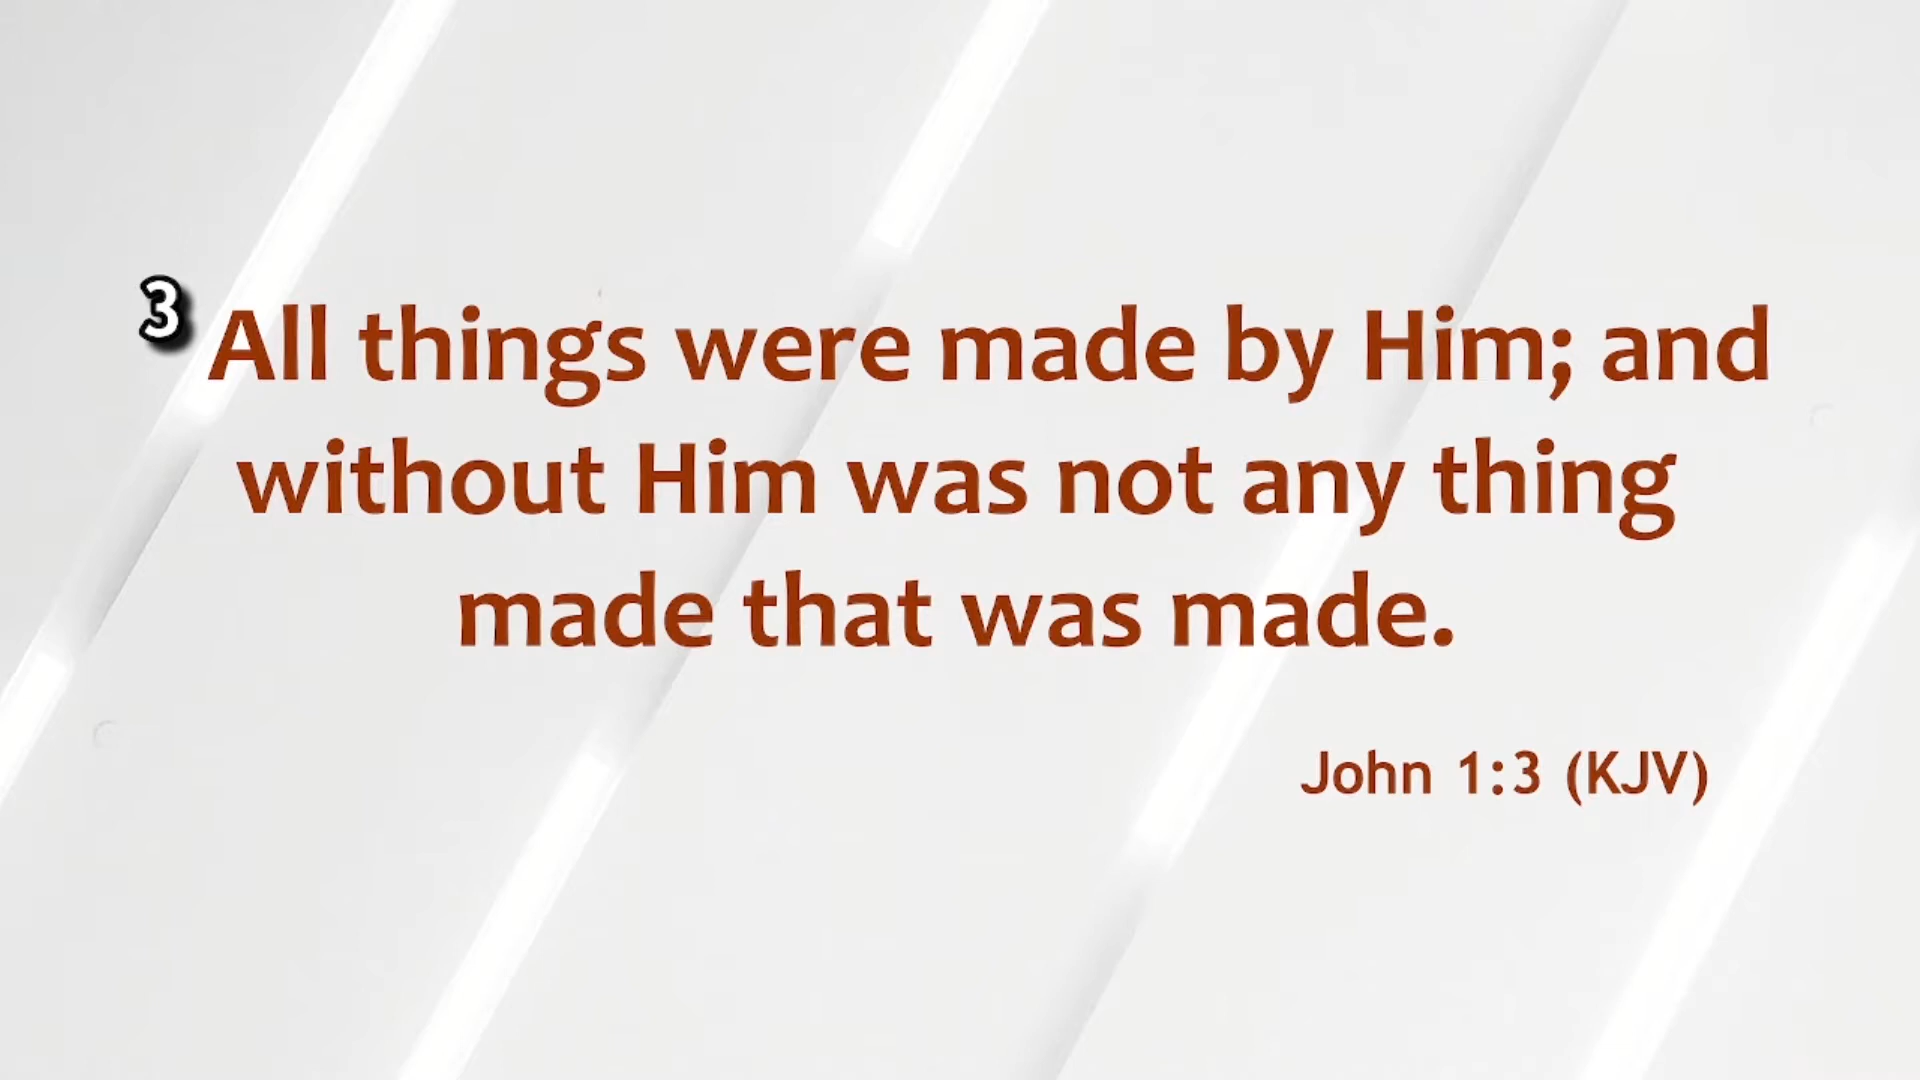 3 All things were made by Him; and
without Him was not any thing
made that was made.
John 1:3 (KJV)